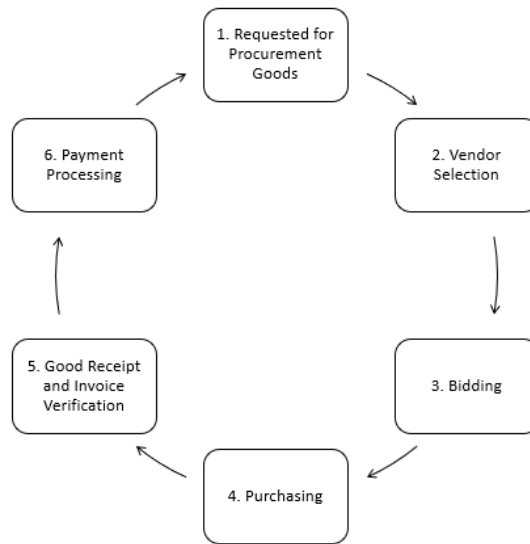 1. Requested for
Procurement
Goods
2. Vendor
Selection
3. Bidding
4. Purchasing
5. Good Receipt
and Invoice
Verification
6. Payment
Processing